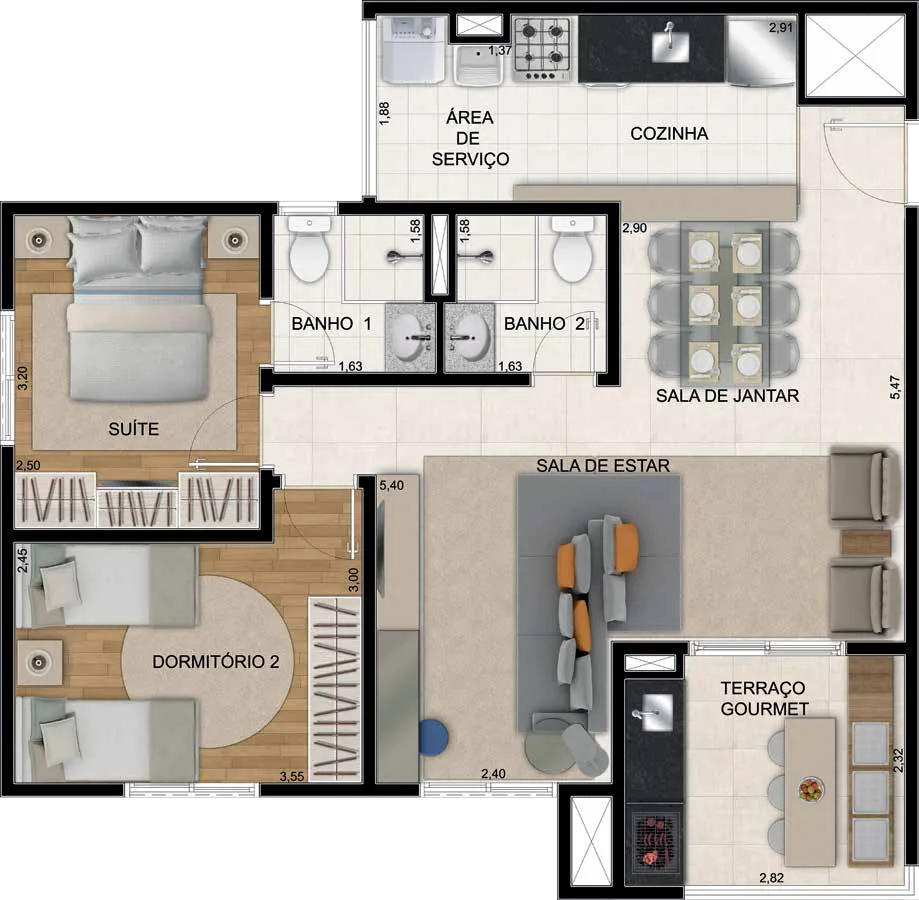 2,91
1,37
1,88
ÁREA
DE
SERVIÇO
COZINHA
1,58
1,58
2,90
BANHO 1
BANHO 2
1,63
1,63
3,20
5,47
SALA DE JANTAR
SUÍTE
2,50
SALA DE ESTAR
5,40
2,45
3,00
DORMITÓRIO 2
TERRAÇO
GOURMET
2,32
3,55
2,40
2,82